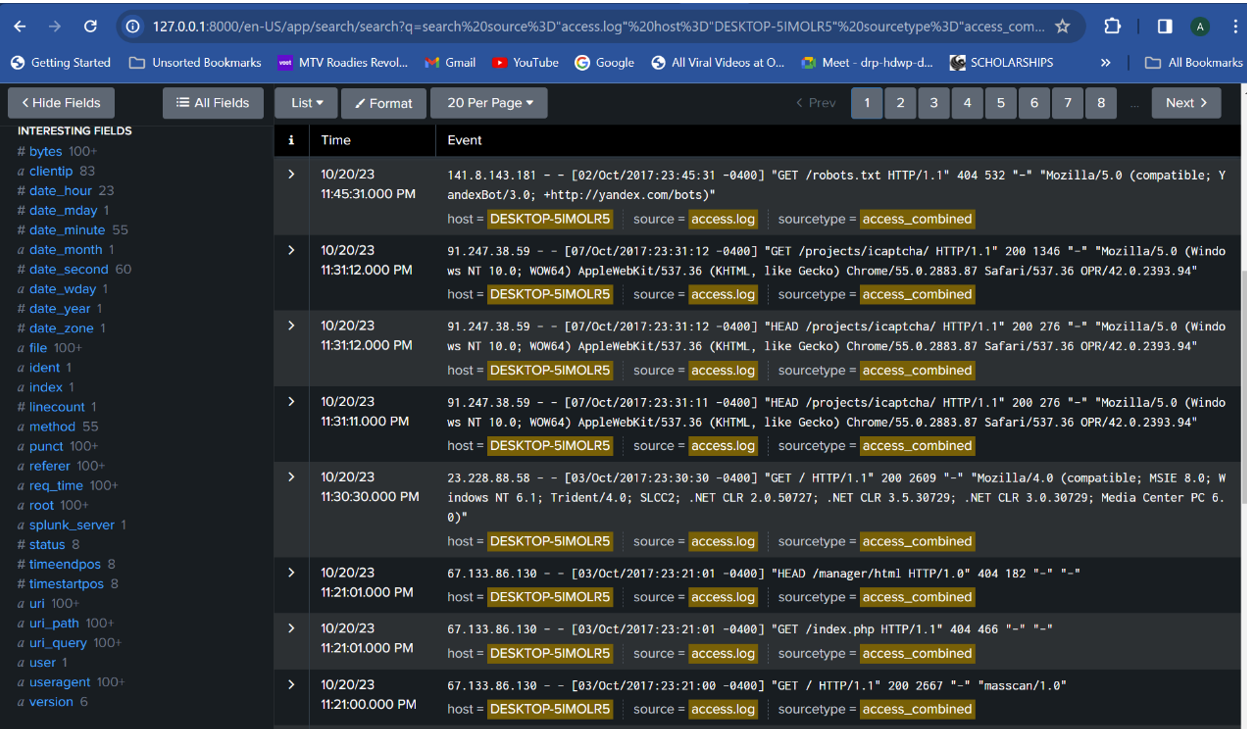 127.0.0.1:8000/en-US/app/search/search?q=search%20source%3D"access.log"%20host%3D"DESKTOP-5IMOLR5"%20sourcetype%3D"access_com...
A
Getting Started Unsorted Bookmarks voot MTV Roadies Revol... Gmail YouTube Google All Viral Videos at O... Meet - drp-hdwp-d... SCHOLARSHIPS » All Bookmarks
< Hide Fields All Fields List Format 20 Per Page < Prev 1 2 3 4 5 6 7 8 ... Next >
INTERESTING FIELDS
# bytes 100+
a clientip 83
# date_hour 23
# date_mday 1
# date_minute 55
a date_month 1
# date_second 60
a date_wday 1
# date_year 1
# date_zone 1
a file 100+
a ident 1
a index 1
# linecount 1
a method 55
a punct 100+
a referer 100+
a req_time 100+
a root 100+
a splunk_server 1
# status 8
# timeendpos 8
# timestartpos 8
a uri 100+
a uri_path 100+
a uri_query 100+
a user 1
a useragent 100+
a version 6
i Time Event
> 10/20/23
11:45:31.000 PM
141.8.143.181 - - [02/Oct/2017:23:45:31 -0400] "GET /robots.txt HTTP/1.1" 404 532 "-" "Mozilla/5.0 (compatible; Y
andexBot/3.0; +http://yandex.com/bots)"
host = DESKTOP-5IMOLR5 source = access.log sourcetype = access_combined
> 10/20/23
11:31:12.000 PM
91.247.38.59 - - [07/Oct/2017:23:31:12 -0400] "GET /projects/icaptcha/ HTTP/1.1" 200 1346 "-" "Mozilla/5.0 (Windo
ws NT 10.0; WOW64) AppleWebKit/537.36 (KHTML, like Gecko) Chrome/55.0.2883.87 Safari/537.36 OPR/42.0.2393.94"
host = DESKTOP-5IMOLR5 source = access.log sourcetype = access_combined
> 10/20/23
11:31:12.000 PM
91.247.38.59 - - [07/Oct/2017:23:31:12 -0400] "HEAD /projects/icaptcha/ HTTP/1.1" 200 276 "-" "Mozilla/5.0 (Windo
ws NT 10.0; WOW64) AppleWebKit/537.36 (KHTML, like Gecko) Chrome/55.0.2883.87 Safari/537.36 OPR/42.0.2393.94"
host = DESKTOP-5IMOLR5 source = access.log sourcetype = access_combined
> 10/20/23
11:31:11.000 PM
91.247.38.59 - - [07/Oct/2017:23:31:11 -0400] "HEAD /projects/icaptcha/ HTTP/1.1" 200 276 "-" "Mozilla/5.0 (Windo
ws NT 10.0; WOW64) AppleWebKit/537.36 (KHTML, like Gecko) Chrome/55.0.2883.87 Safari/537.36 OPR/42.0.2393.94"
host = DESKTOP-5IMOLR5 source = access.log sourcetype = access_combined
> 10/20/23
11:30:30.000 PM
23.228.88.58 - - [03/Oct/2017:23:30:30 -0400] "GET / HTTP/1.1" 200 2609 "-" "Mozilla/4.0 (compatible; MSIE 8.0; W
indows NT 6.1; Trident/4.0; SLCC2; .NET CLR 2.0.50727; .NET CLR 3.5.30729; .NET CLR 3.0.30729; Media Center PC 6.
0)"
host = DESKTOP-5IMOLR5 source = access.log sourcetype = access_combined
> 10/20/23
11:21:01.000 PM
67.133.86.130 - - [03/Oct/2017:23:21:01 -0400] "HEAD /manager/html HTTP/1.0" 404 182 "-" "-"
host = DESKTOP-5IMOLR5 source = access.log sourcetype = access_combined
> 10/20/23
11:21:01.000 PM
67.133.86.130 - - [03/Oct/2017:23:21:01 -0400] "GET /index.php HTTP/1.1" 404 466 "-" "-"
host = DESKTOP-5IMOLR5 source = access.log sourcetype = access_combined
> 10/20/23
11:21:00.000 PM
67.133.86.130 - - [03/Oct/2017:23:21:00 -0400] "GET / HTTP/1.1" 200 2667 "-" "masscan/1.0"
host = DESKTOP-5IMOLR5 source = access.log sourcetype = access_combined